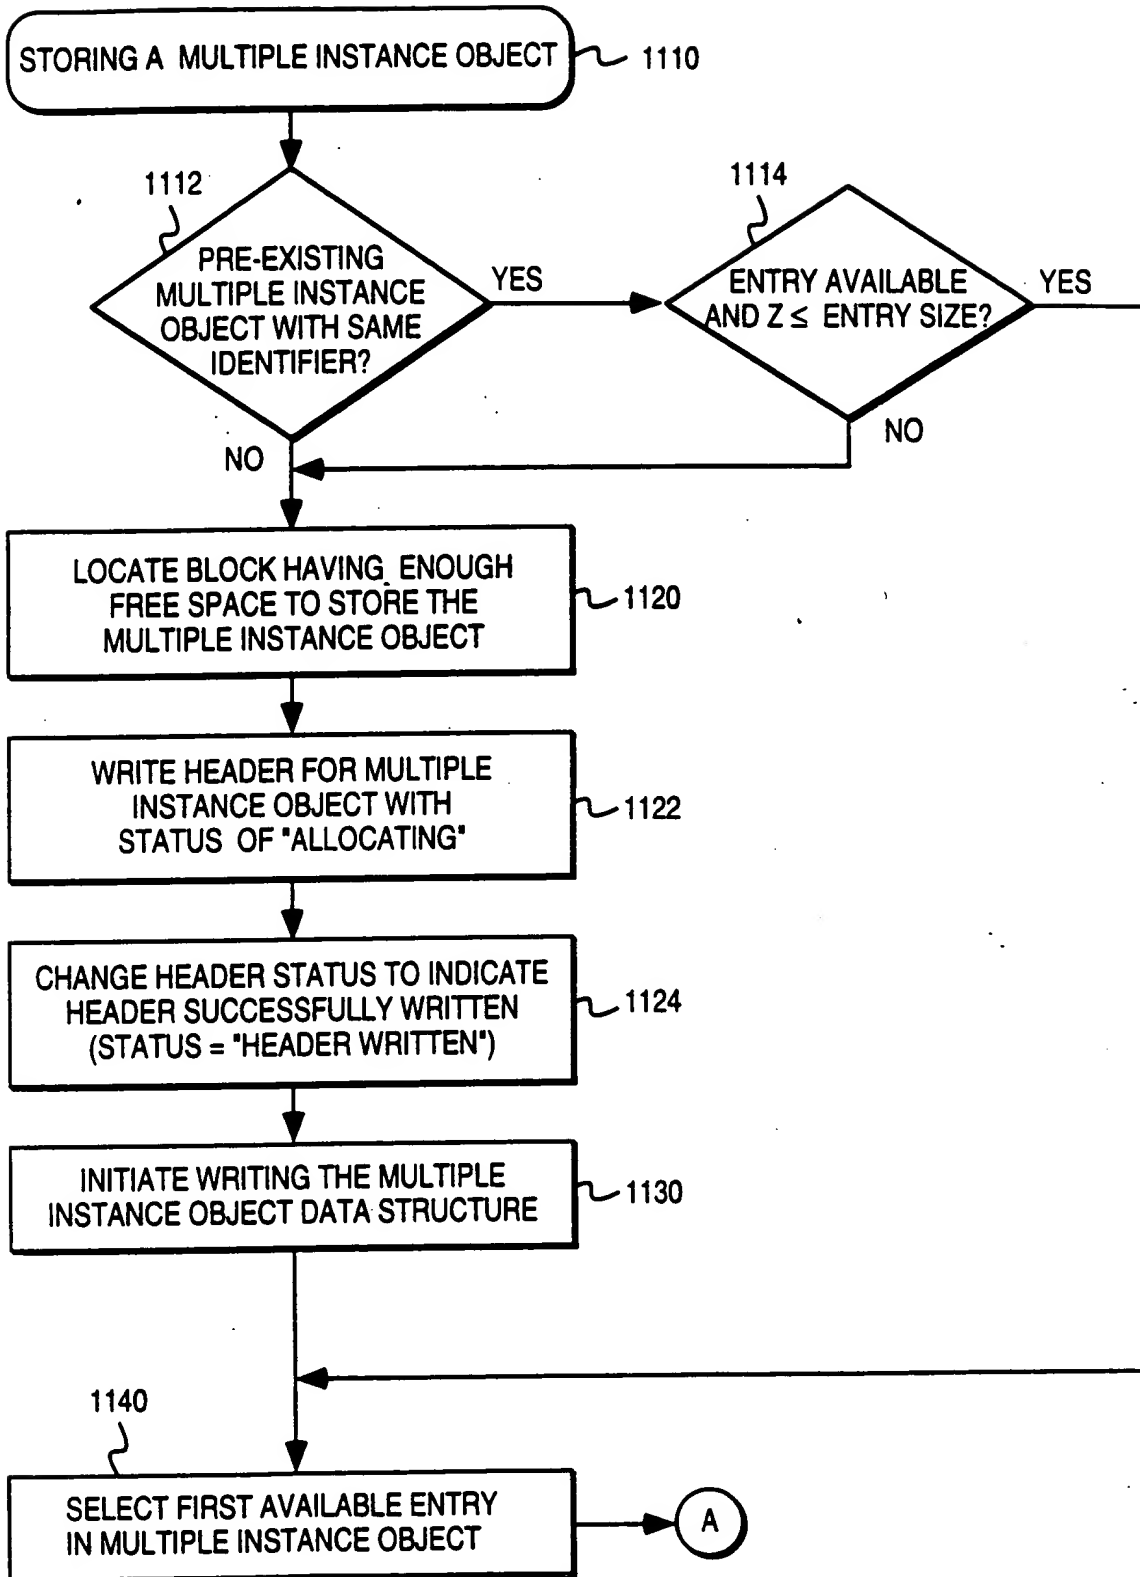 STORING A MULTIPLE INSTANCE OBJECT
1110
1112
PRE-EXISTING
MULTIPLE INSTANCE
OBJECT WITH SAME
IDENTIFIER?
YES
NO
1114
ENTRY AVAILABLE
AND Z ≤ ENTRY SIZE?
YES
NO
LOCATE BLOCK HAVING ENOUGH
FREE SPACE TO STORE THE
MULTIPLE INSTANCE OBJECT
1120
WRITE HEADER FOR MULTIPLE
INSTANCE OBJECT WITH
STATUS OF "ALLOCATING"
1122
CHANGE HEADER STATUS TO INDICATE
HEADER SUCCESSFULLY WRITTEN
(STATUS = "HEADER WRITTEN")
1124
INITIATE WRITING THE MULTIPLE
INSTANCE OBJECT DATA STRUCTURE
1130
1140
SELECT FIRST AVAILABLE ENTRY
IN MULTIPLE INSTANCE OBJECT
A